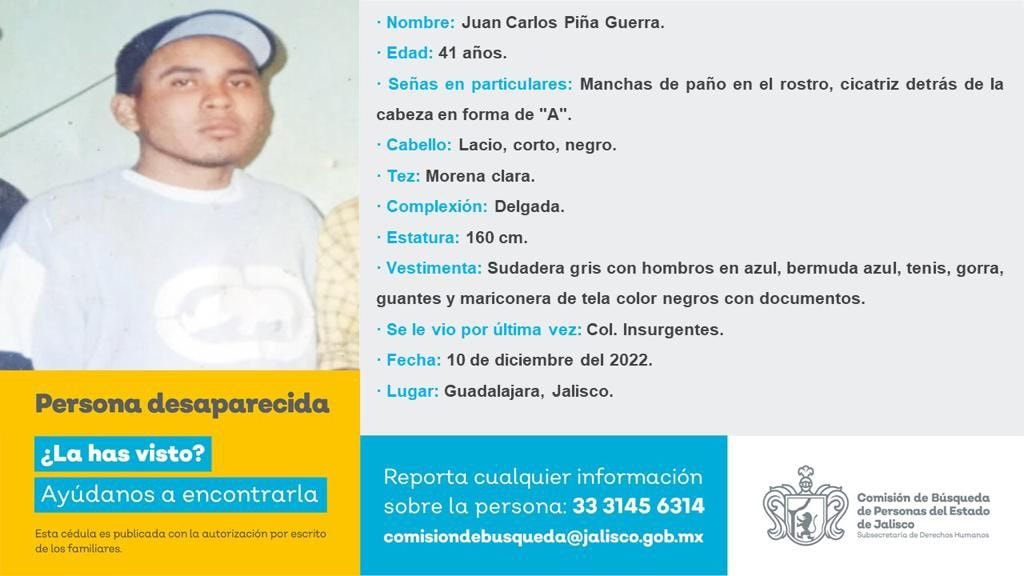 · Nombre: Juan Carlos Piña Guerra.
· Edad: 41 años.
· Señas en particulares: Manchas de paño en el rostro, cicatriz detrás de la
cabeza en forma de "A".
· Cabello: Lacio, corto, negro.
· Tez: Morena clara.
· Complexión: Delgada.
· Estatura: 160 cm.
· Vestimenta: Sudadera gris con hombros en azul, bermuda azul, tenis, gorra,
guantes y mariconera de tela color negros con documentos.
· Se le vio por última vez: Col. Insurgentes.
· Fecha: 10 de diciembre del 2022.
· Lugar: Guadalajara, Jalisco.
Persona desaparecida
¿La has visto?
Ayúdanos a encontrarla
Esta cédula es publicada con la autorización por escrito
de los familiares.
Reporta cualquier información
sobre la persona: 33 3145 6314
comisiondebusqueda@jalisco.gob.mx
Comisión de Búsqueda
de Personas del Estado
de Jalisco
Subsecretaría de Derechos Humanos